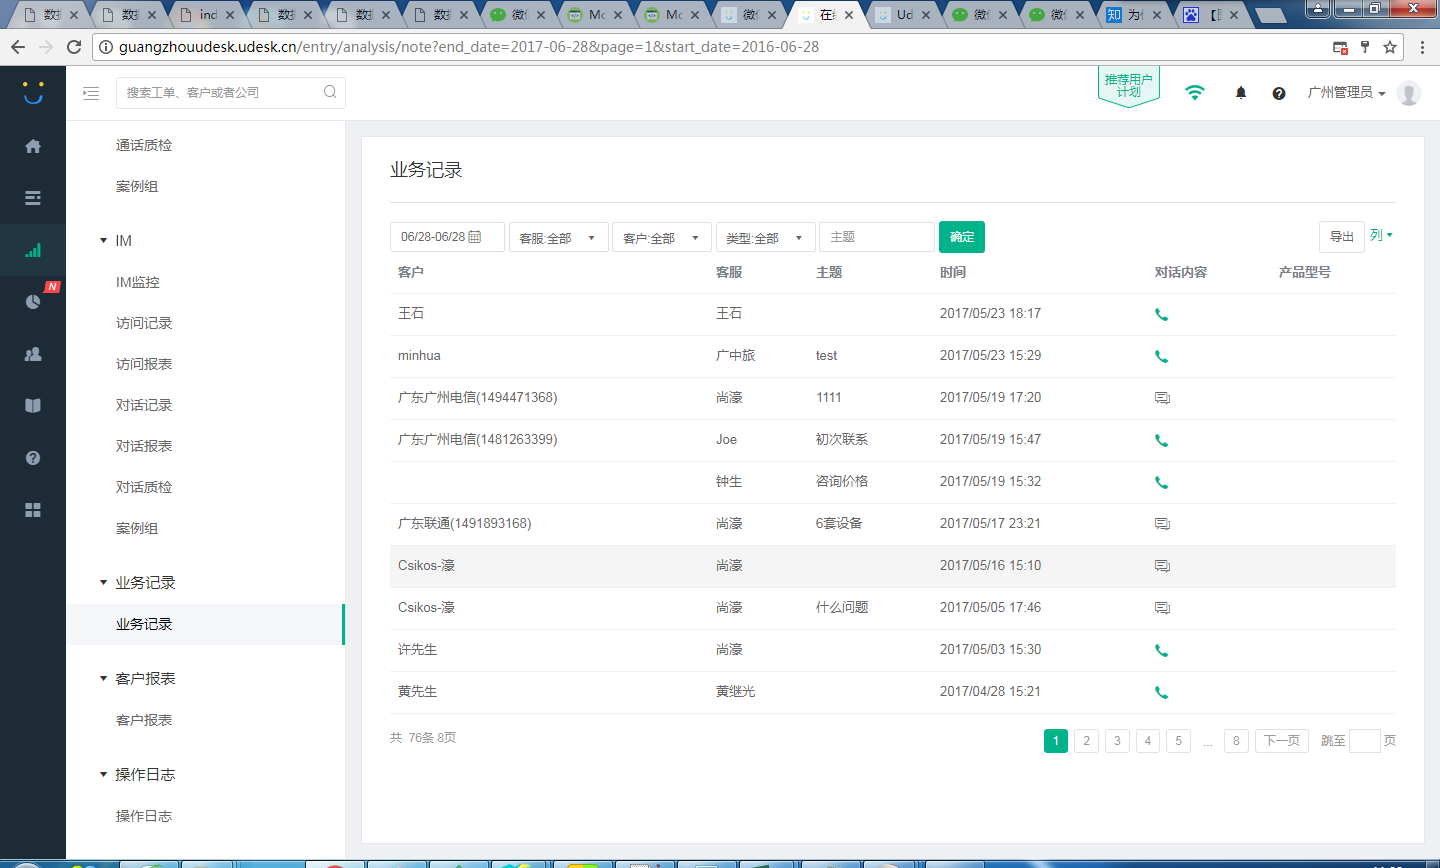 数据
数据
ind
数据
数据
数据
微信
Mo
Mo
微信
微信
在线
Ud
微信
微信
为什
guangzhouudesk.udesk.cn/entry/analysis/note?end_date=2017-06-28&page=1&start_date=2016-06-28
搜索工单、客户或者公司
推荐用户
计划
广州管理员
通话质检
案例组
IM
IM监控
访问记录
访问报表
对话记录
对话报表
对话质检
案例组
业务记录
业务记录
客户报表
客户报表
操作日志
操作日志
N
业务记录
06/28-06/28 客服:全部 客户:全部 类型:全部 主题 确定 导出 列
客户 客服 主题 时间 对话内容 产品型号
王石 王石 2017/05/23 18:17
minhua 广中旅 test 2017/05/23 15:29
广东广州电信(1494471368) 尚濠 1111 2017/05/19 17:20
广东广州电信(1481263399) Joe 初次联系 2017/05/19 15:47
钟生 咨询价格 2017/05/19 15:32
广东联通(1491893168) 尚濠 6套设备 2017/05/17 23:21
Csikos-濠 尚濠 2017/05/16 15:10
Csikos-濠 尚濠 什么问题 2017/05/05 17:46
许先生 尚濠 2017/05/03 15:30
黄先生 黄继光 2017/04/28 15:21
共 76条 8页 1 2 3 4 5 ... 8 下一页 跳至 页